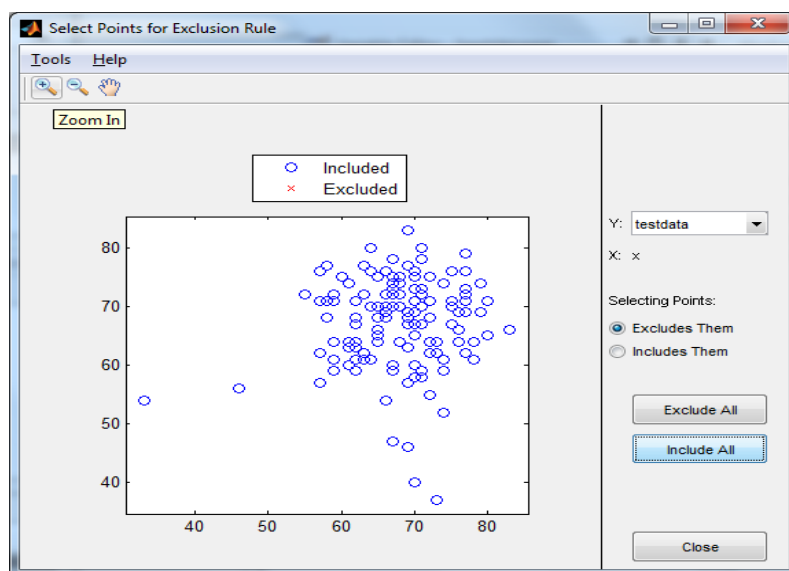 Select Points for Exclusion Rule
Tools Help
Zoom In
Included
Excluded
80
70
60
50
40
40 50 60 70 80
Y: testdata
X: x
Selecting Points:
Excludes Them
Includes Them
Exclude All
Include All
Close